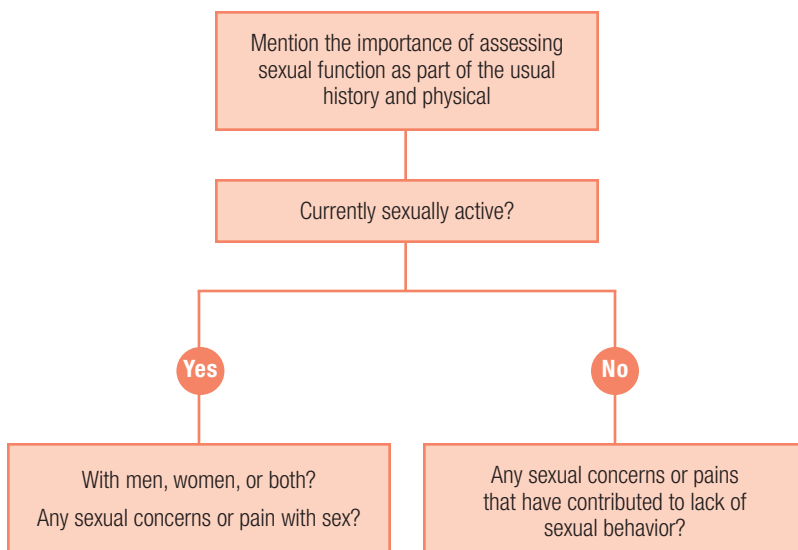 Mention the importance of assessing
sexual function as part of the usual
history and physical
Currently sexually active?
Yes
No
With men, women, or both?
Any sexual concerns or pain with sex?
Any sexual concerns or pains
that have contributed to lack of
sexual behavior?